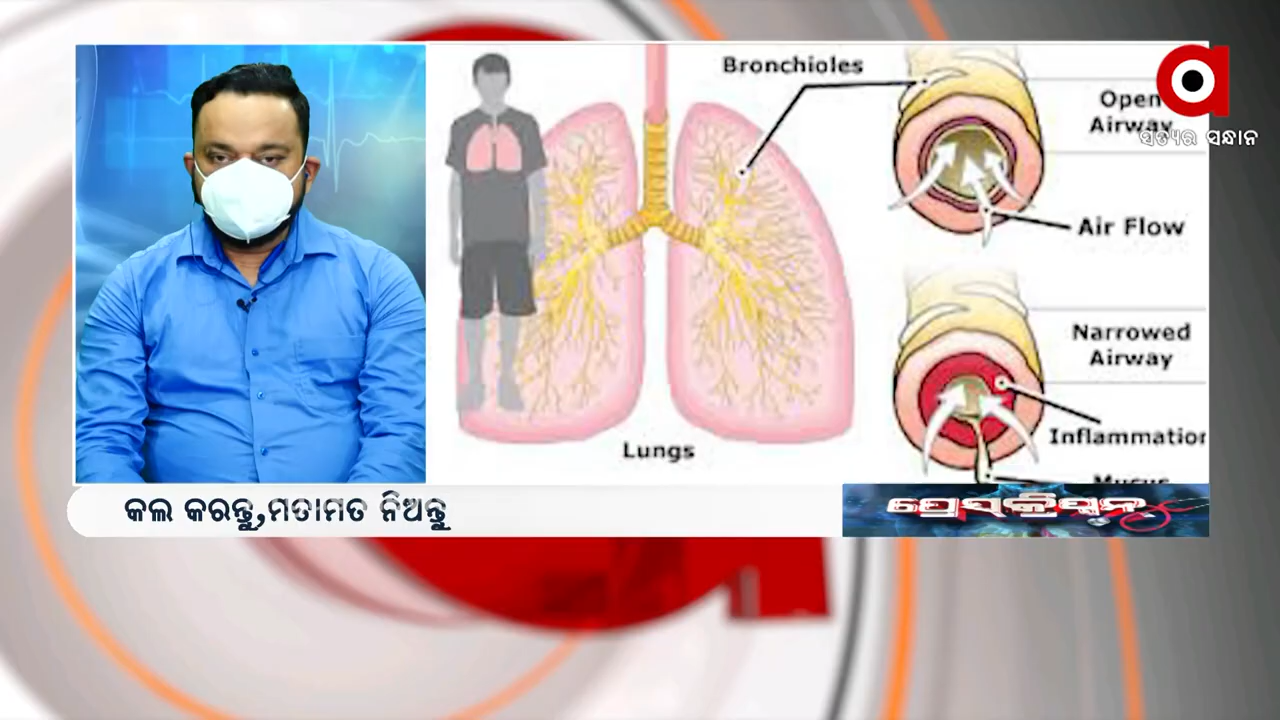 Bronchioles
Open
Airway
ସତ୍ୟର ସନ୍ଧାନ
Air Flow
Narrowed
Airway
Inflammation
Lungs
Mucus
କଲ କରନ୍ତୁ,ମତାମତ ନିଅନ୍ତୁ
ପ୍ରେସକ୍ରିପ୍ସନ